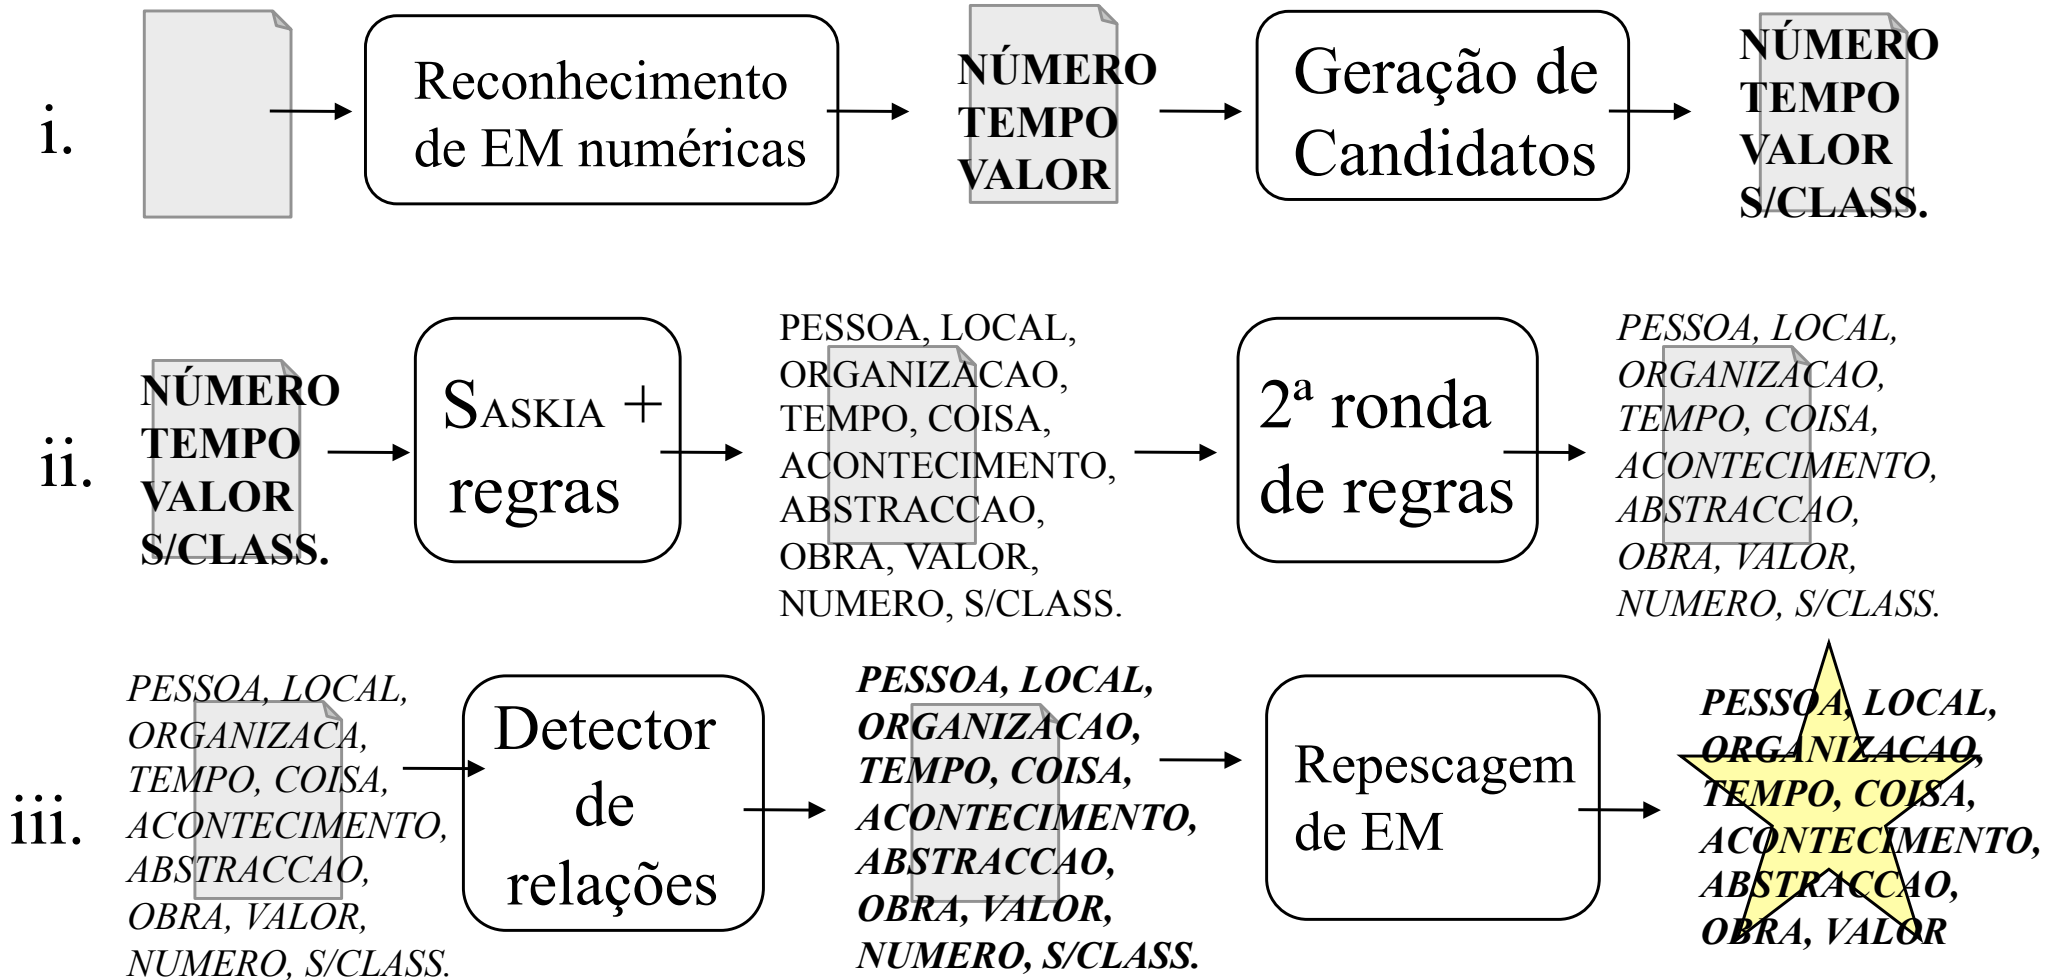 i.
Reconhecimento
de EM numéricas
NÚMERO
TEMPO
VALOR
Geração de
Candidatos
NÚMERO
TEMPO
VALOR
S/CLASS.
ii.
NÚMERO
TEMPO
VALOR
S/CLASS.
SASKIA +
regras
PESSOA, LOCAL,
ORGANIZACAO,
TEMPO, COISA,
ACONTECIMENTO,
ABSTRACCAO,
OBRA, VALOR,
NUMERO, S/CLASS.
2ª ronda
de regras
PESSOA, LOCAL,
ORGANIZACAO,
TEMPO, COISA,
ACONTECIMENTO,
ABSTRACCAO,
OBRA, VALOR,
NUMERO, S/CLASS.
iii.
PESSOA, LOCAL,
ORGANIZACA,
TEMPO, COISA,
ACONTECIMENTO,
ABSTRACCAO,
OBRA, VALOR,
NUMERO, S/CLASS.
Detector
de
relações
PESSOA, LOCAL,
ORGANIZACAO,
TEMPO, COISA,
ACONTECIMENTO,
ABSTRACCAO,
OBRA, VALOR,
NUMERO, S/CLASS.
Repescagem
de EM
PESSOA, LOCAL,
ORGANIZACAO,
TEMPO, COISA,
ACONTECIMENTO,
ABSTRACCAO,
OBRA, VALOR